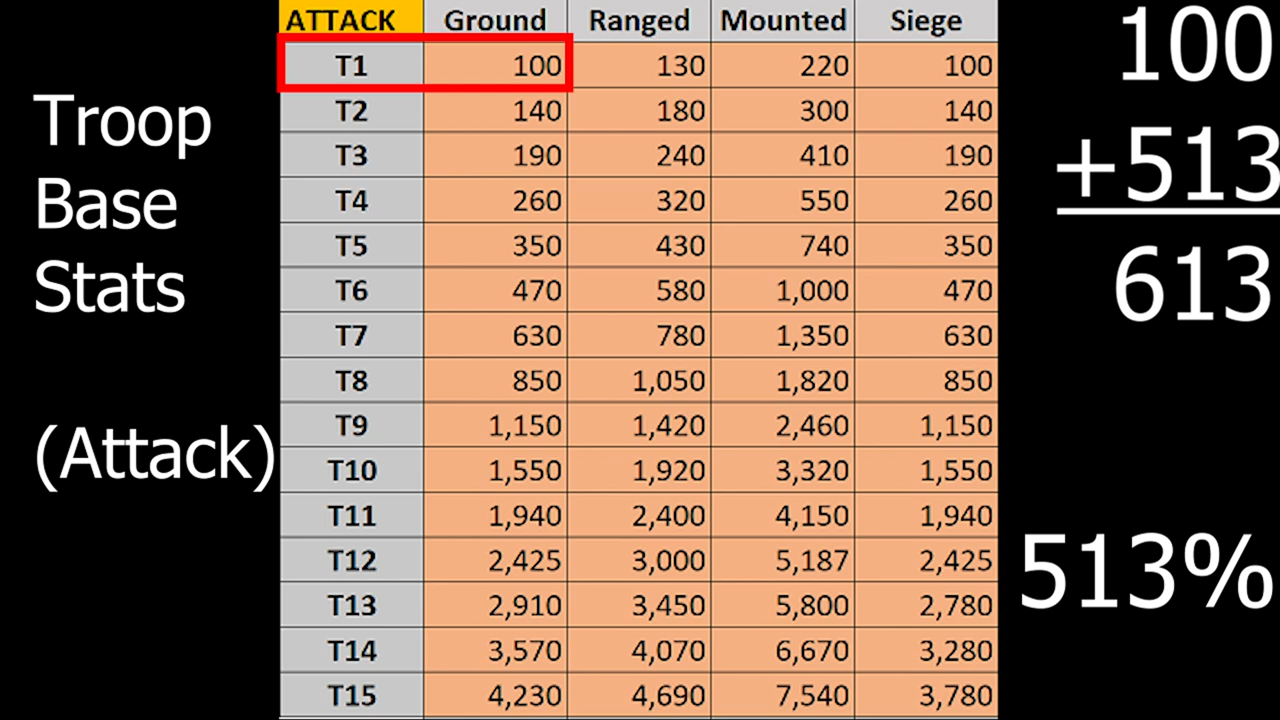 Troop
Base
Stats
(Attack)
ATTACK Ground Ranged Mounted Siege
T1 100 130 220 100
T2 140 180 300 140
T3 190 240 410 190
T4 260 320 550 260
T5 350 430 740 350
T6 470 580 1,000 470
T7 630 780 1,350 630
T8 850 1,050 1,820 850
T9 1,150 1,420 2,460 1,150
T10 1,550 1,920 3,320 1,550
T11 1,940 2,400 4,150 1,940
T12 2,425 3,000 5,187 2,425
T13 2,910 3,450 5,800 2,780
T14 3,570 4,070 6,670 3,280
T15 4,230 4,690 7,540 3,780
100
+513
613
513%